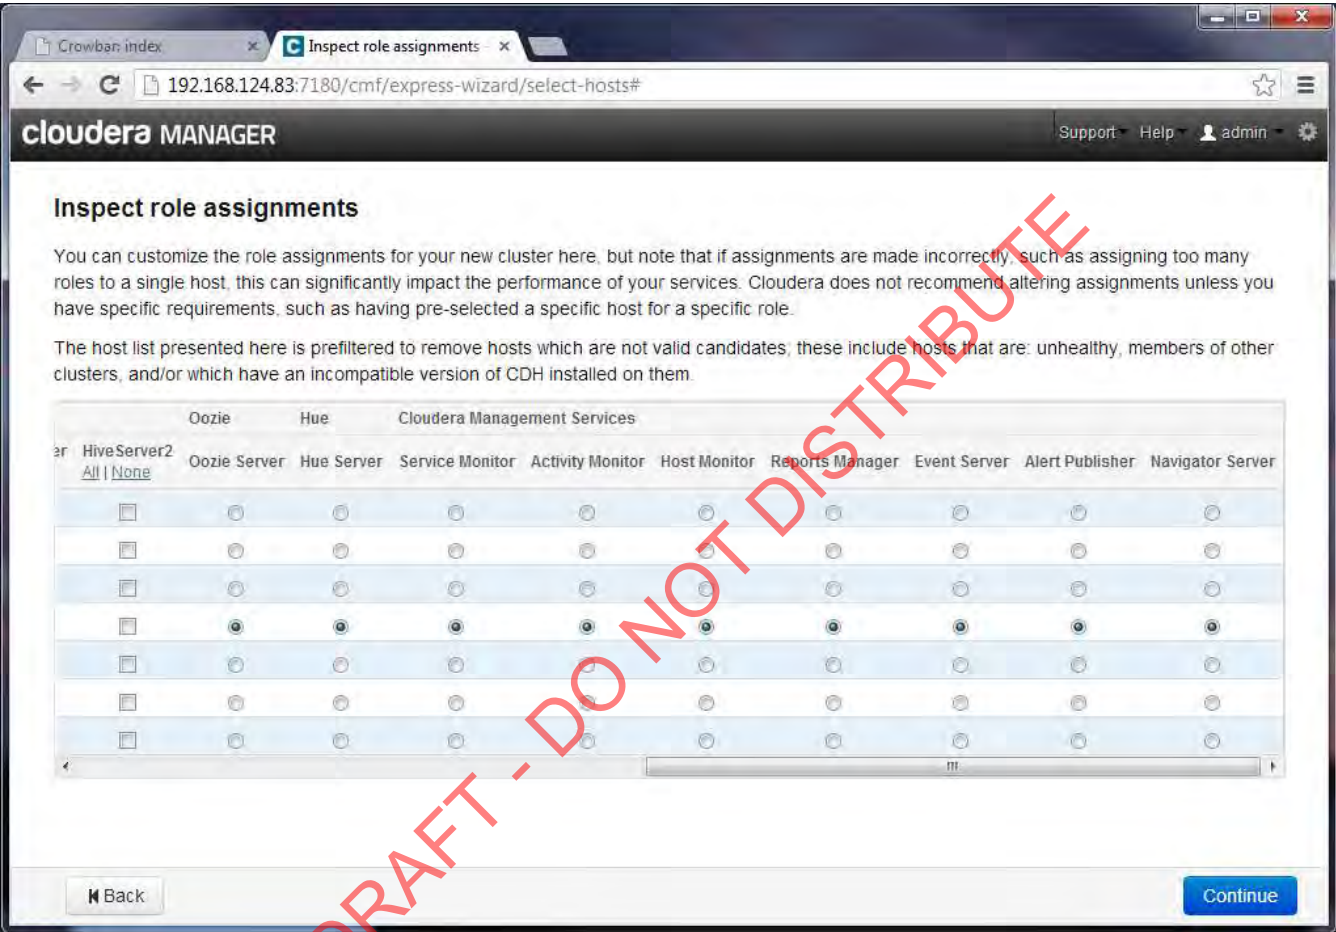 Crowbar: index
Inspect role assignments
192.168.124.83:7180/cmf/express-wizard/select-hosts#
cloudera MANAGER
Support Help admin
Inspect role assignments
You can customize the role assignments for your new cluster here, but note that if assignments are made incorrectly, such as assigning too many
roles to a single host, this can significantly impact the performance of your services. Cloudera does not recommend altering assignments unless you
have specific requirements, such as having pre-selected a specific host for a specific role.
The host list presented here is prefiltered to remove hosts which are not valid candidates; these include hosts that are: unhealthy, members of other
clusters, and/or which have an incompatible version of CDH installed on them.
Oozie Hue Cloudera Management Services
er HiveServer2 Oozie Server Hue Server Service Monitor Activity Monitor Host Monitor Reports Manager Event Server Alert Publisher Navigator Server
All | None
Back
Continue
DRAFT - DO NOT DISTRIBUTE